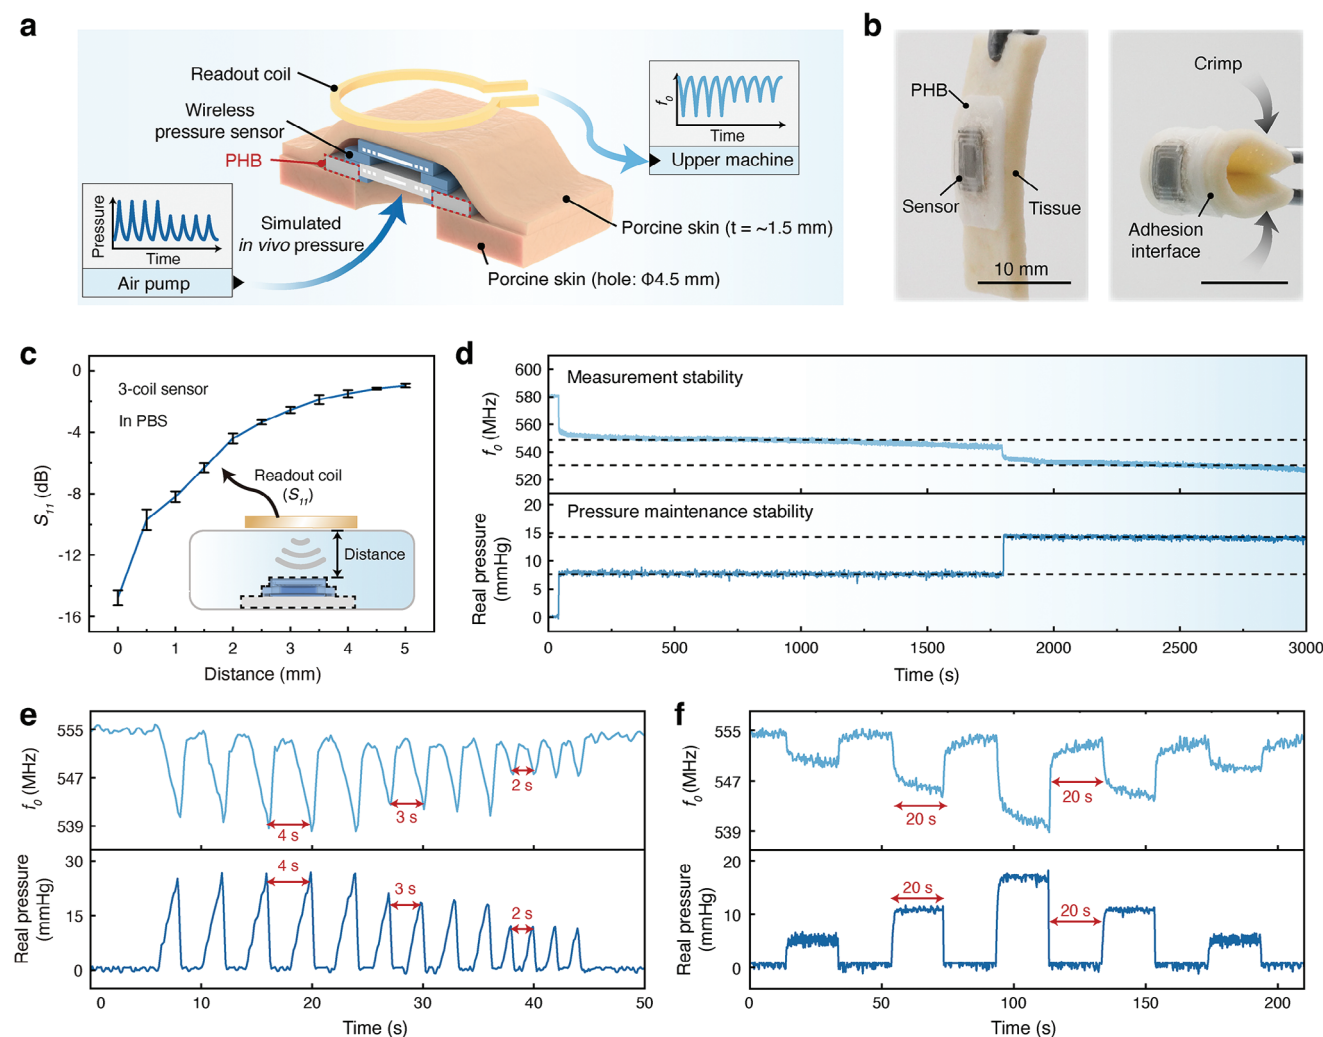 a
Readout coil
Wireless
pressure sensor
PHB
Pressure
Time
Air pump
Simulated
in vivo pressure
f0
Time
Upper machine
Porcine skin (t = ~1.5 mm)
Porcine skin (hole: Φ4.5 mm)
b
PHB
Sensor
Tissue
10 mm
Crimp
Adhesion
interface
c
0
-4
-8
-12
-16
S11 (dB)
3-coil sensor
In PBS
Readout coil
(S11)
Distance
0 1 2 3 4 5
Distance (mm)
d
600
580
560
540
520
f0 (MHz)
Measurement stability
20
15
10
5
0
Real pressure
(mmHg)
Pressure maintenance stability
0 500 1000 1500 2000 2500 3000
Time (s)
e
555
547
539
f0 (MHz)
4 s
3 s
2 s
30
15
0
Real pressure
(mmHg)
4 s
3 s
2 s
0 10 20 30 40 50
Time (s)
f
555
547
539
f0 (MHz)
20 s
20 s
20
10
0
Real pressure
(mmHg)
20 s
20 s
0 50 100 150 200
Time (s)